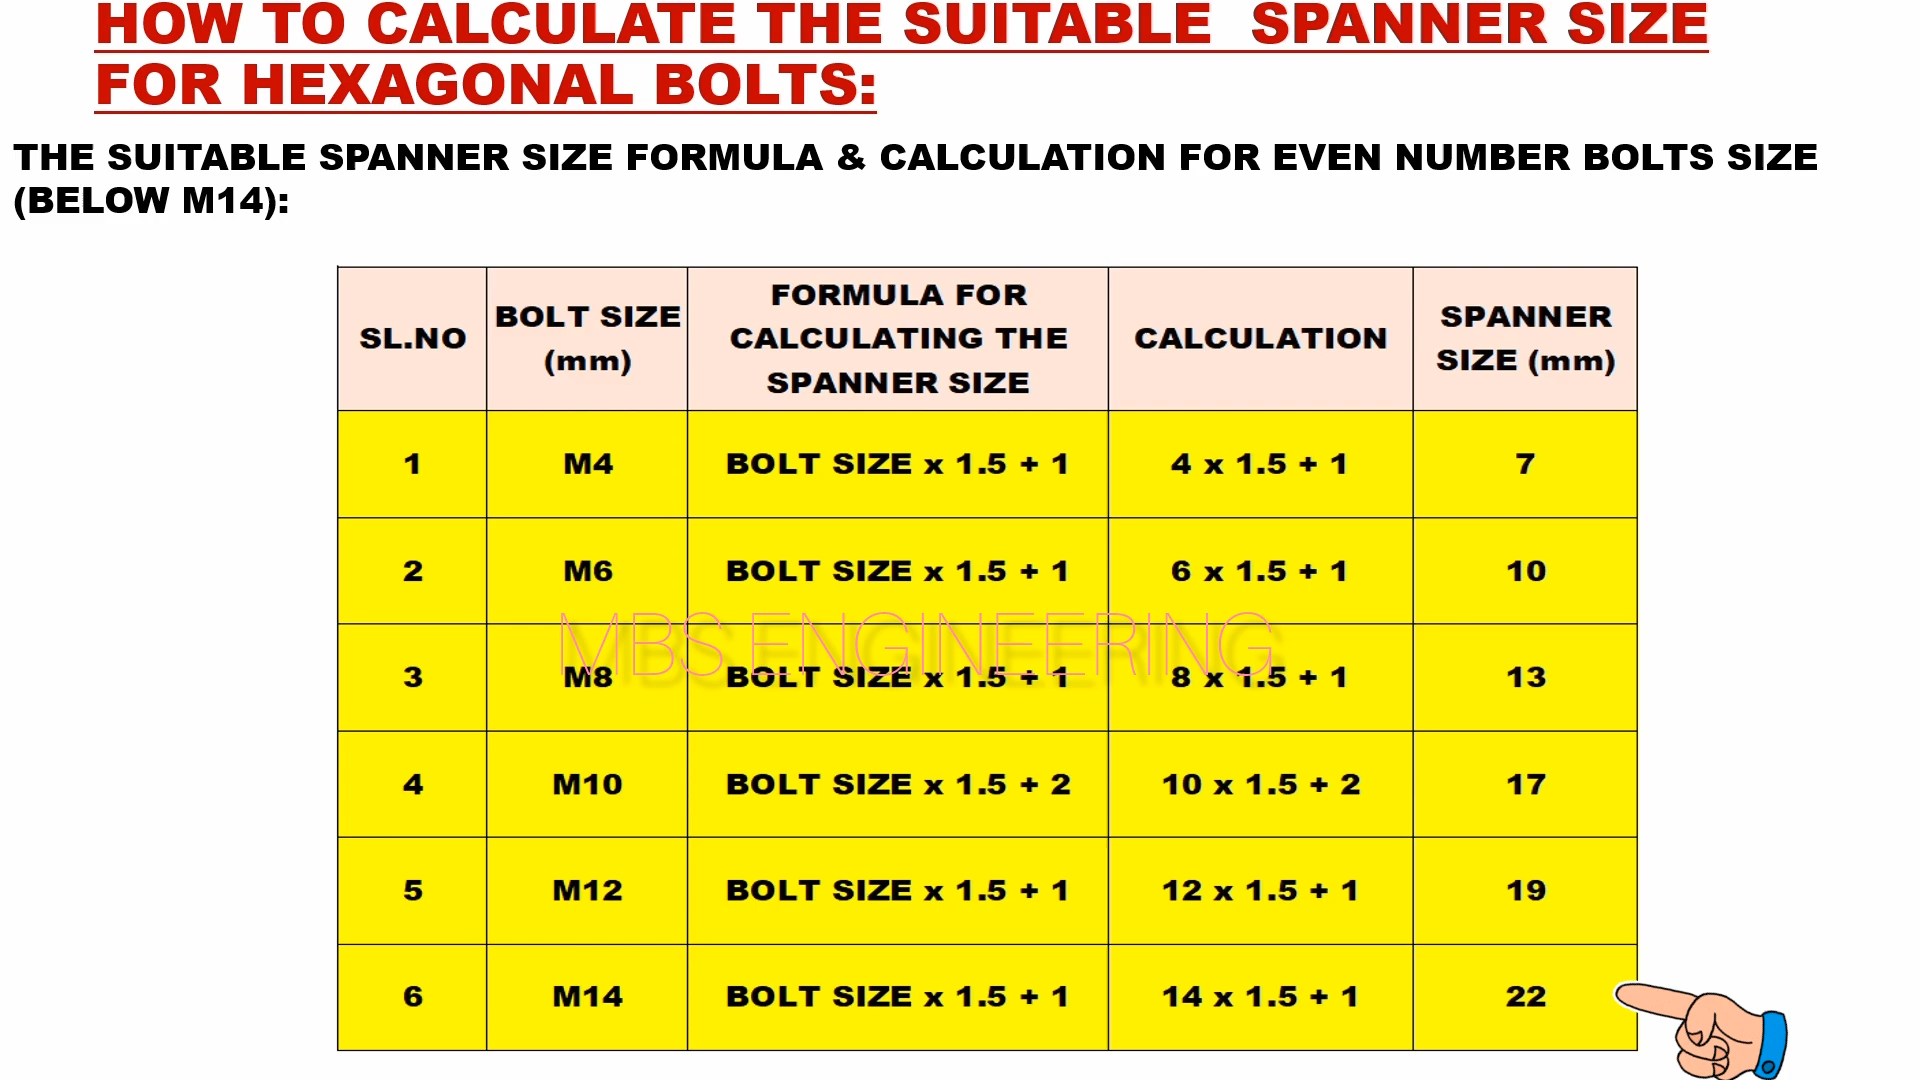 HOW TO CALCULATE THE SUITABLE SPANNER SIZE
FOR HEXAGONAL BOLTS:
THE SUITABLE SPANNER SIZE FORMULA & CALCULATION FOR EVEN NUMBER BOLTS SIZE
(BELOW M14):
SL.NO BOLT SIZE (mm) FORMULA FOR CALCULATING THE SPANNER SIZE CALCULATION SPANNER SIZE (mm)
1 M4 BOLT SIZE x 1.5 + 1 4 x 1.5 + 1 7
2 M6 BOLT SIZE x 1.5 + 1 6 x 1.5 + 1 10
MBS ENGINEERING
3 M8 BOLT SIZE x 1.5 + 1 8 x 1.5 + 1 13
4 M10 BOLT SIZE x 1.5 + 2 10 x 1.5 + 2 17
5 M12 BOLT SIZE x 1.5 + 1 12 x 1.5 + 1 19
6 M14 BOLT SIZE x 1.5 + 1 14 x 1.5 + 1 22